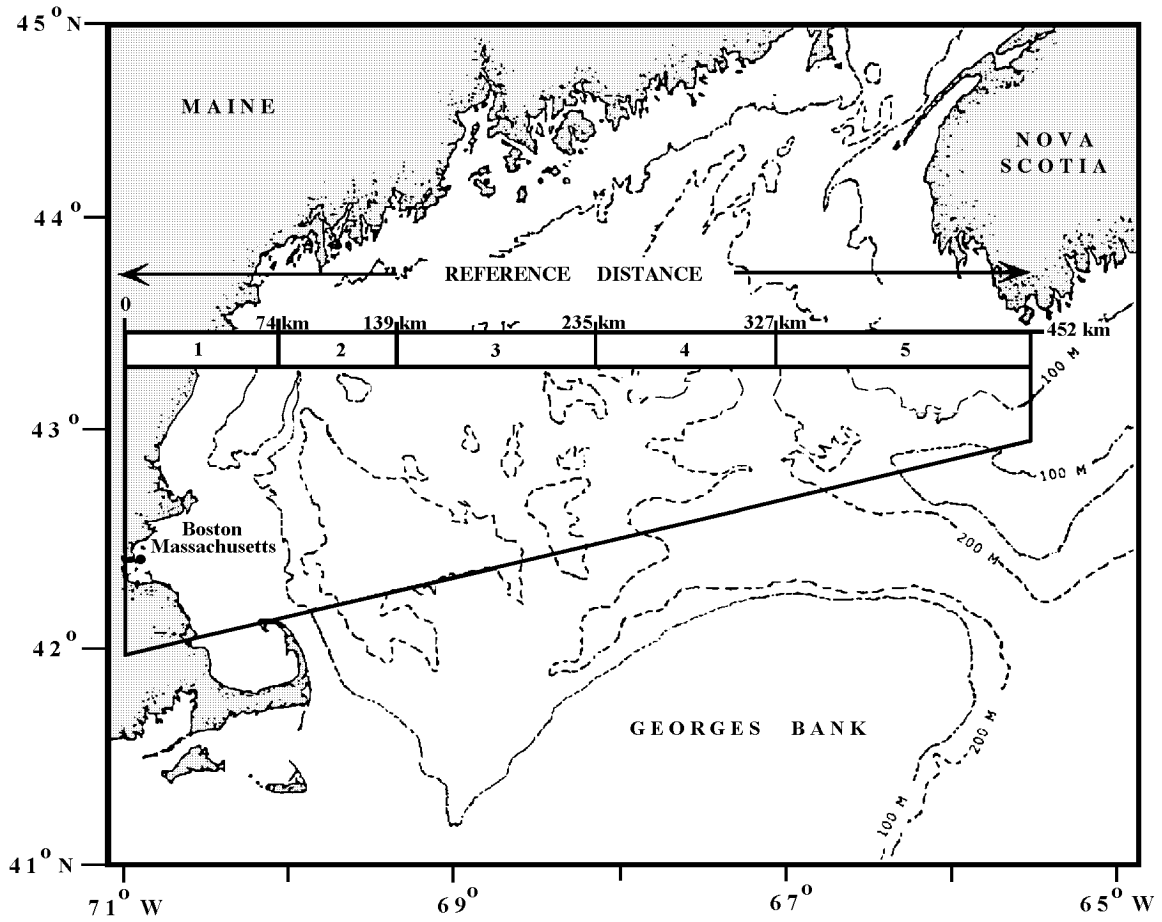 45° N
MAINE
NOVA
SCOTIA
44°
REFERENCE DISTANCE
0
74 km
139 km
235 km
327 km
452 km
1
2
3
4
5
100 M
43°
100 M
Boston
Massachusetts
200 M
42°
GEORGES BANK
200 M
100 M
41° N
71° W
69°
67°
65° W